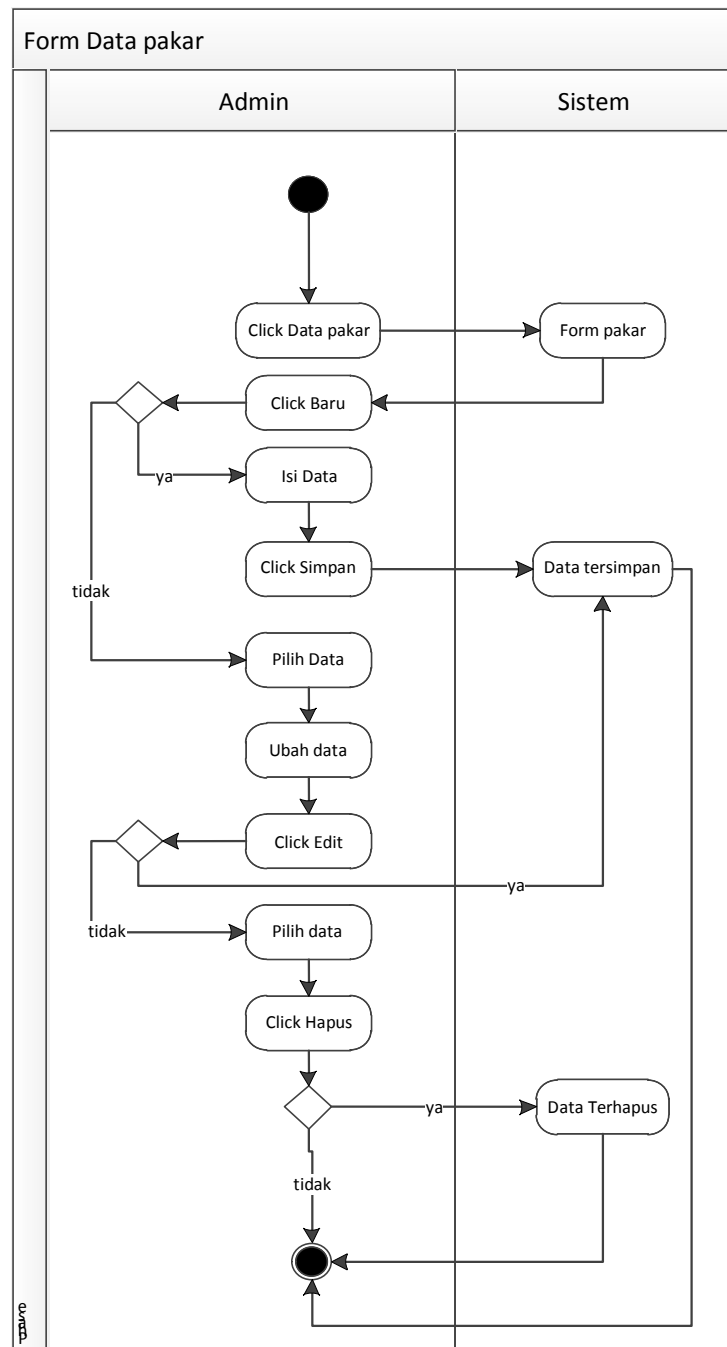 Form Data pakar
Admin
Sistem
Click Data pakar
Form pakar
Click Baru
ya
Isi Data
Click Simpan
Data tersimpan
tidak
Pilih Data
Ubah data
Click Edit
ya
tidak
Pilih data
Click Hapus
ya
Data Terhapus
tidak